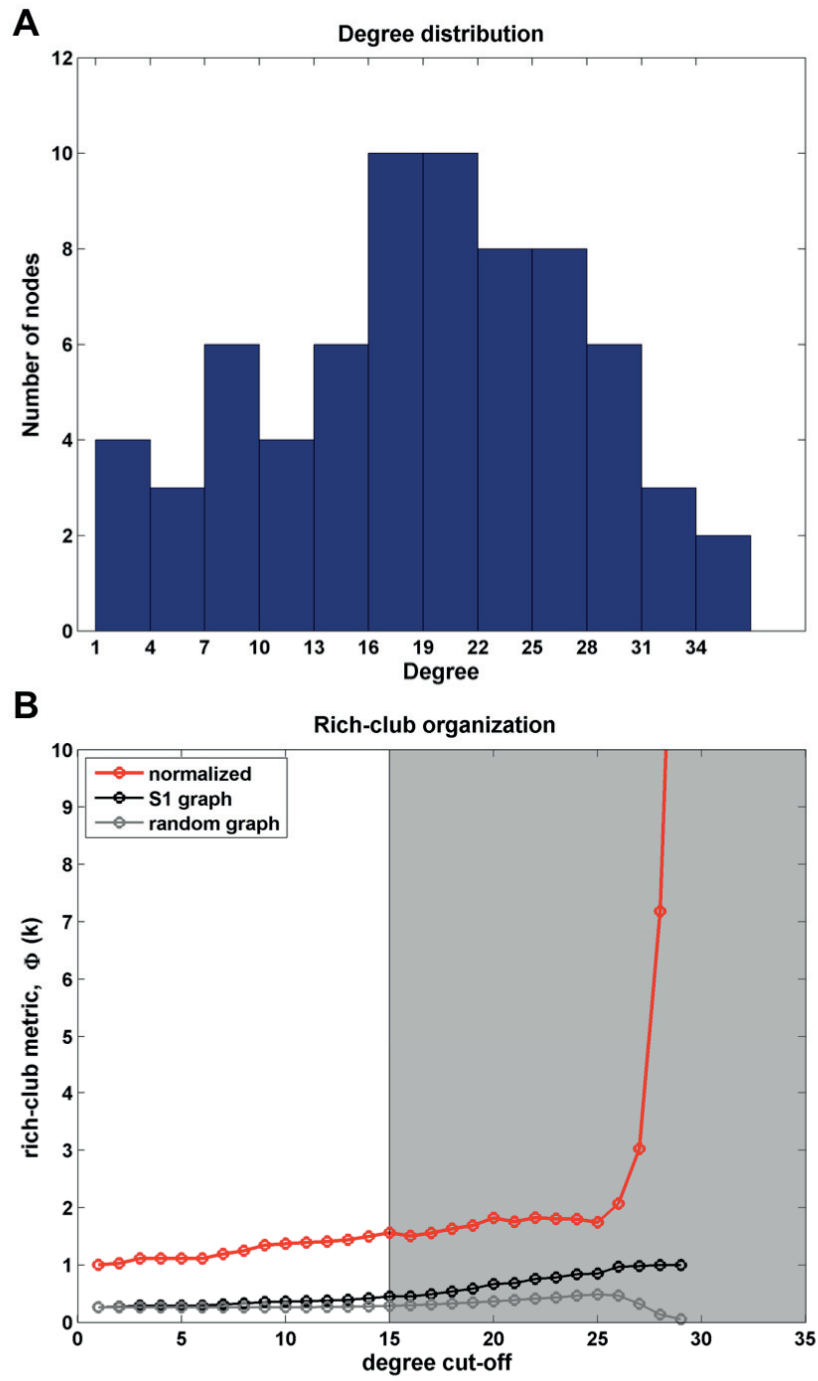 A
Degree distribution
12
10
8
6
4
2
0
Number of nodes
1 4 7 10 13 16 19 22 25 28 31 34
Degree
B
Rich-club organization
normalized
S1 graph
random graph
10
9
8
7
6
5
4
3
2
1
0
rich-club metric, Φ (k)
0 5 10 15 20 25 30 35
degree cut-off